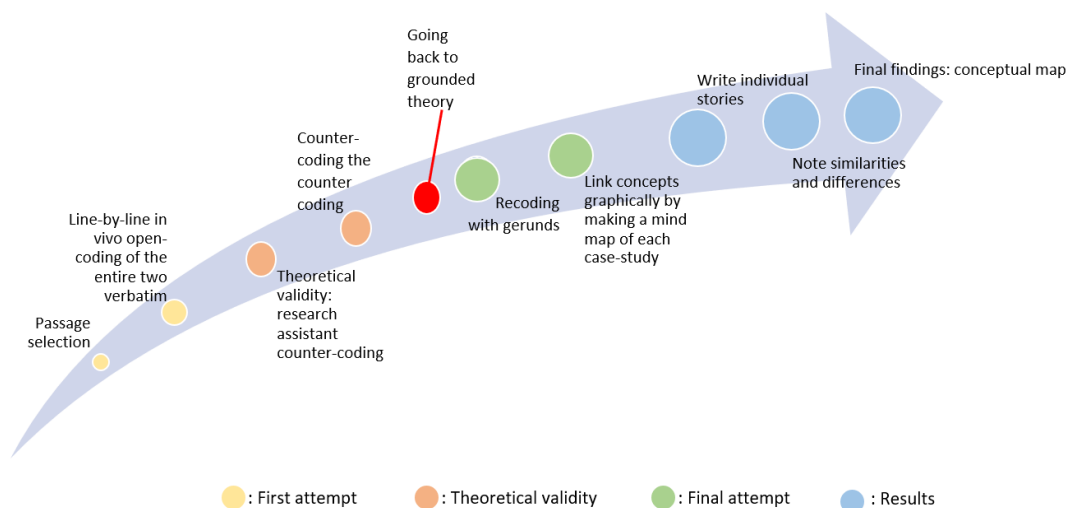 Passage
selection
Line-by-line in
vivo open-
coding of the
entire two
verbatim
Theoretical
validity:
research
assistant
counter-coding
Counter-
coding the
counter
coding
Going
back to
grounded
theory
Recoding
with gerunds
Link concepts
graphically by
making a mind
map of each
case-study
Write individual
stories
Note similarities
and differences
Final findings: conceptual map
: First attempt
: Theoretical validity
: Final attempt
: Results